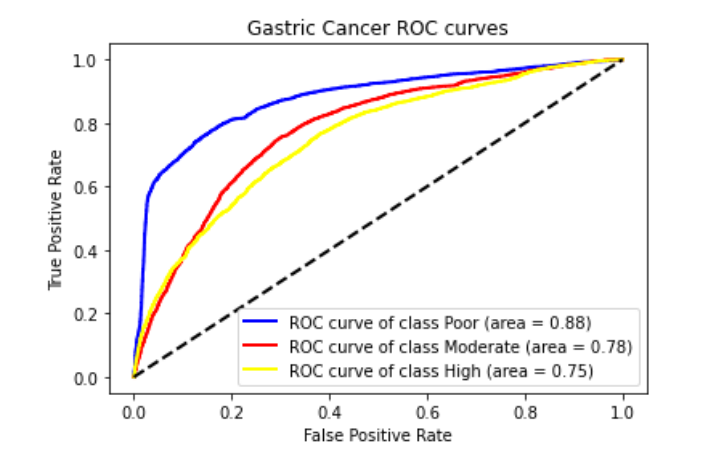 Gastric Cancer ROC curves
True Positive Rate
1.0
0.8
0.6
0.4
0.2
0.0
ROC curve of class Poor (area = 0.88)
ROC curve of class Moderate (area = 0.78)
ROC curve of class High (area = 0.75)
0.0 0.2 0.4 0.6 0.8 1.0
False Positive Rate